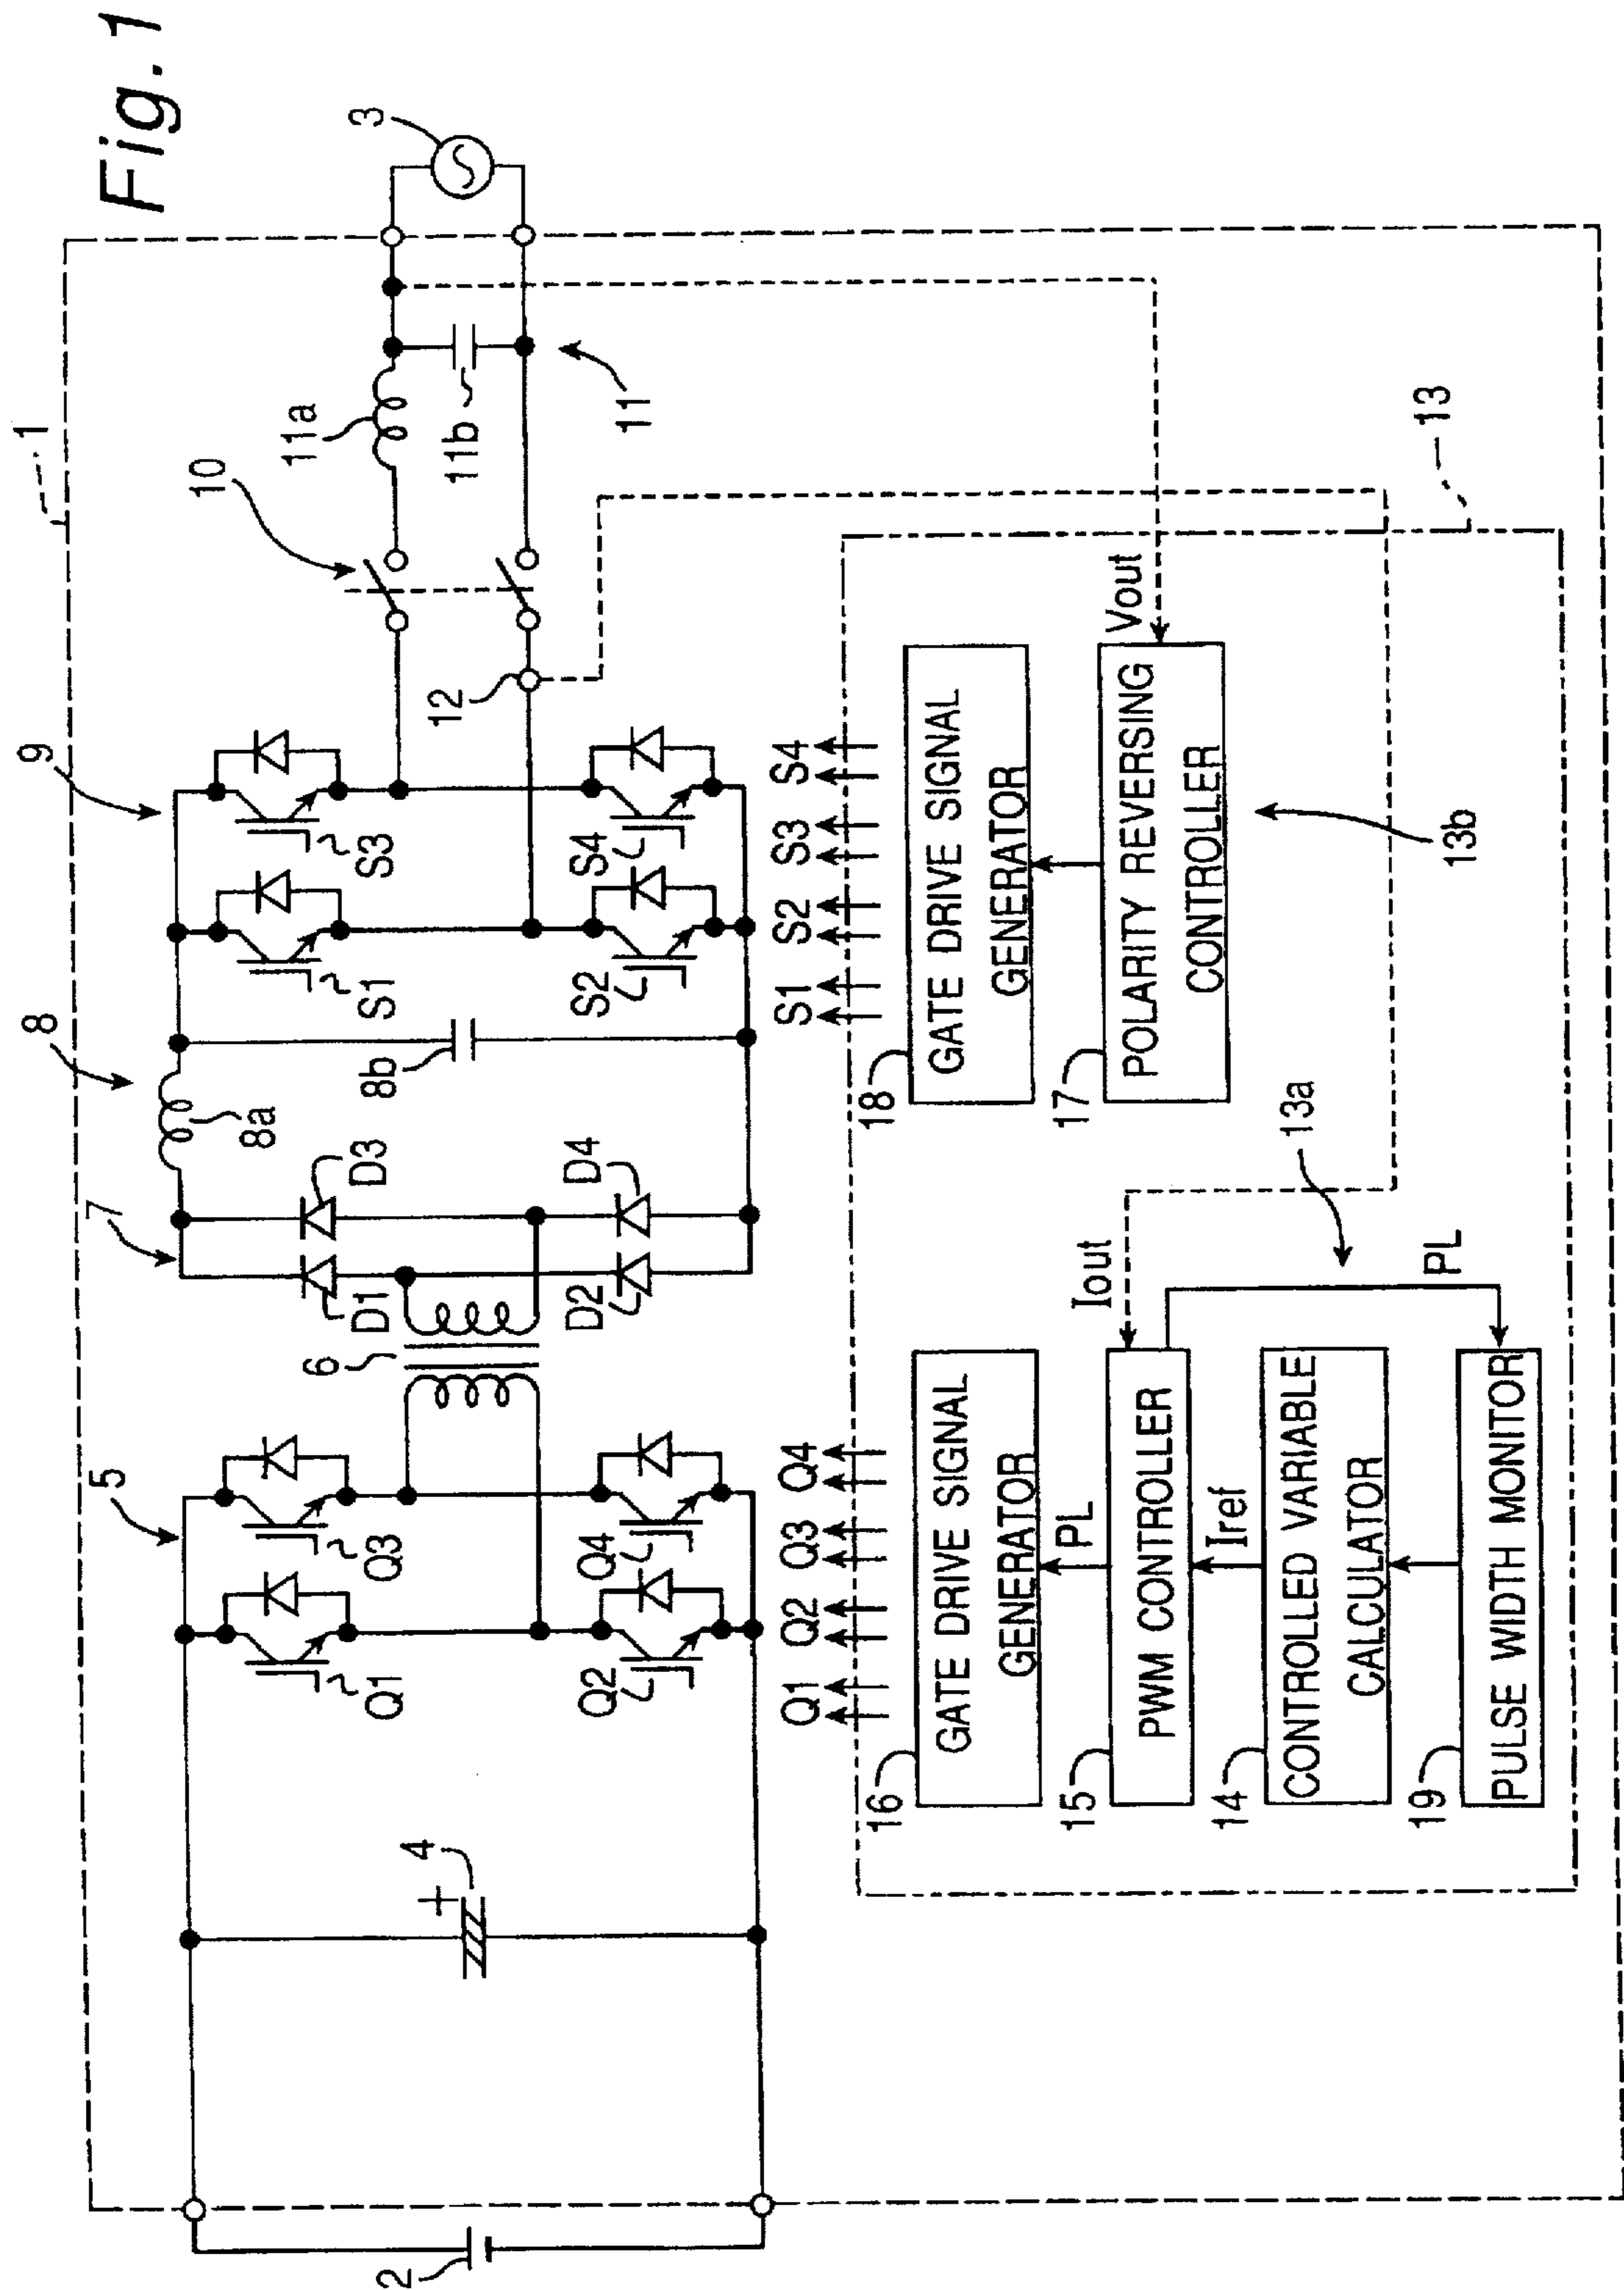 Fig. 1
1
3
9
10
8
7
5
8a
11a
11b
11
12
S3
S1
S4
S2
8b
D3
D1
D4
D2
6
Q3
Q1
Q4
Q2
4
+
2
13
Q1 Q2 Q3 Q4
S1 S2 S3 S4
16
GATE DRIVE SIGNAL
GENERATOR
PL
Iout
15
PWM CONTROLLER
Iref
14
CONTROLLED VARIABLE
CALCULATOR
19
PULSE WIDTH MONITOR
PL
13a
18
GATE DRIVE SIGNAL
GENERATOR
Vout
17
POLARITY REVERSING
CONTROLLER
13b